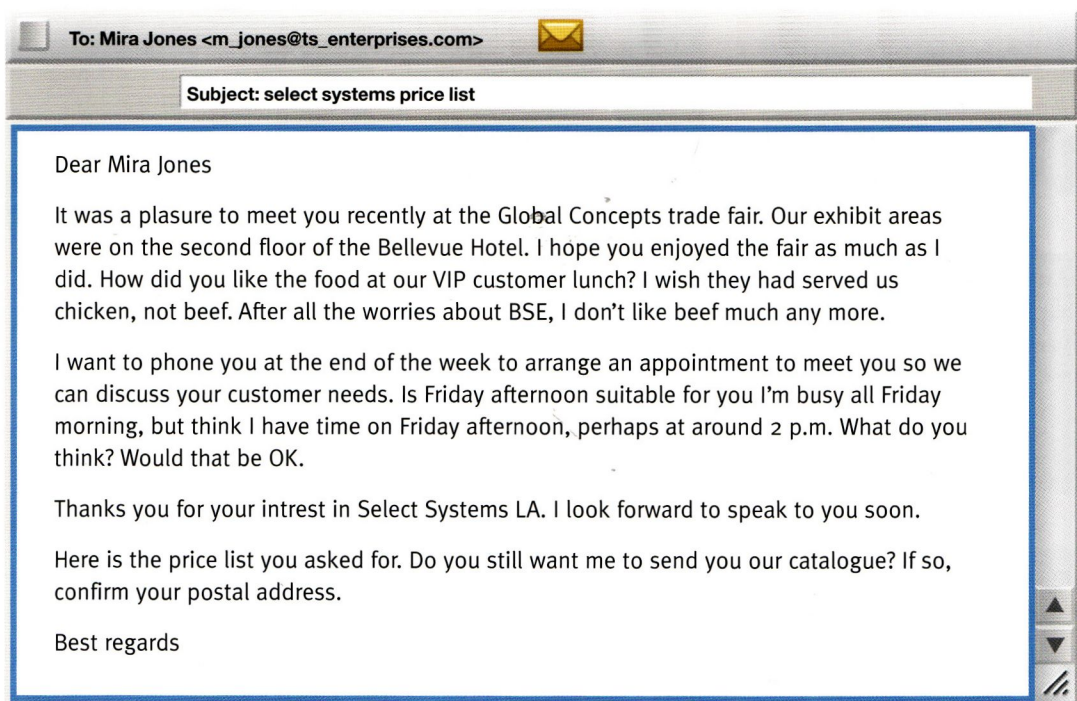 To: Mira Jones <m_jones@ts_enterprises.com>
Subject: select systems price list
Dear Mira Jones
It was a plasure to meet you recently at the Global Concepts trade fair. Our exhibit areas
were on the second floor of the Bellevue Hotel. I hope you enjoyed the fair as much as I
did. How did you like the food at our VIP customer lunch? I wish they had served us
chicken, not beef. After all the worries about BSE, I don't like beef much any more.
I want to phone you at the end of the week to arrange an appointment to meet you so we
can discuss your customer needs. Is Friday afternoon suitable for you I'm busy all Friday
morning, but think I have time on Friday afternoon, perhaps at around 2 p.m. What do you
think? Would that be OK.
Thanks you for your intrest in Select Systems LA. I look forward to speak to you soon.
Here is the price list you asked for. Do you still want me to send you our catalogue? If so,
confirm your postal address.
Best regards